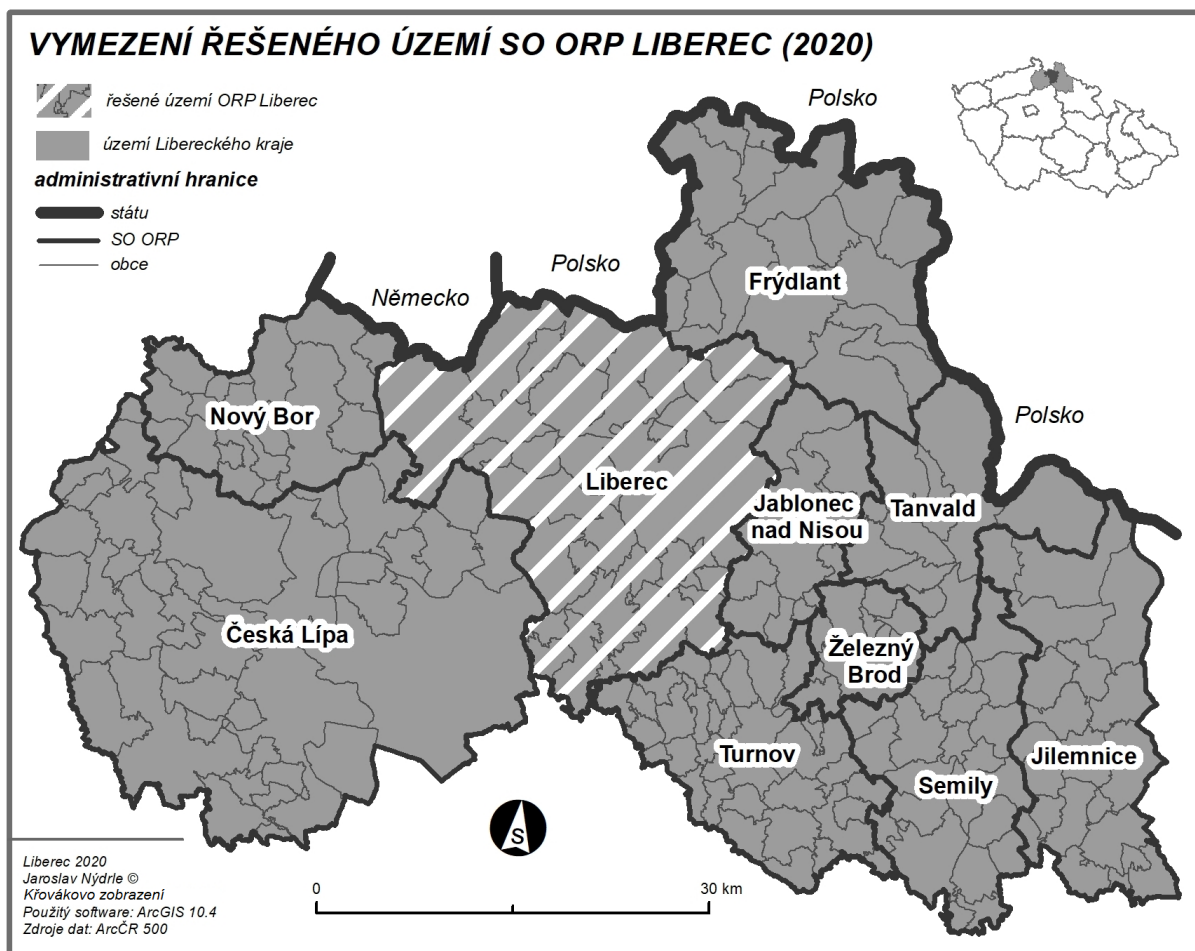 VYMEZENÍ ŘEŠENÉHO ÚZEMÍ SO ORP LIBEREC (2020)
řešené území ORP Liberec
území Libereckého kraje
administrativní hranice
státu
SO ORP
obce
Polsko
Polsko
Německo
Frýdlant
Polsko
Nový Bor
Liberec
Jablonec
nad Nisou
Tanvald
Česká Lípa
Železný
Brod
Turnov
Semily
Jilemnice
S
Liberec 2020
Jaroslav Nýdrle ©
Křovákovo zobrazení
Použitý software: ArcGIS 10.4
Zdroje dat: ArcČR 500
0
30 km